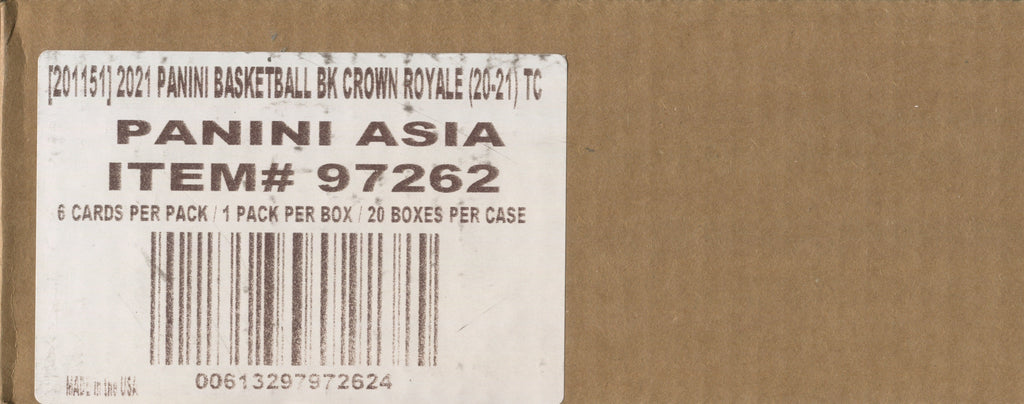 [201151] 2021 PANINI BASKETBALL BK CROWN ROYALE (20-21) TC
PANINI ASIA
ITEM# 97262
6 CARDS PER PACK / 1 PACK PER BOX / 20 BOXES PER CASE
00613297972624
MADE in the USA